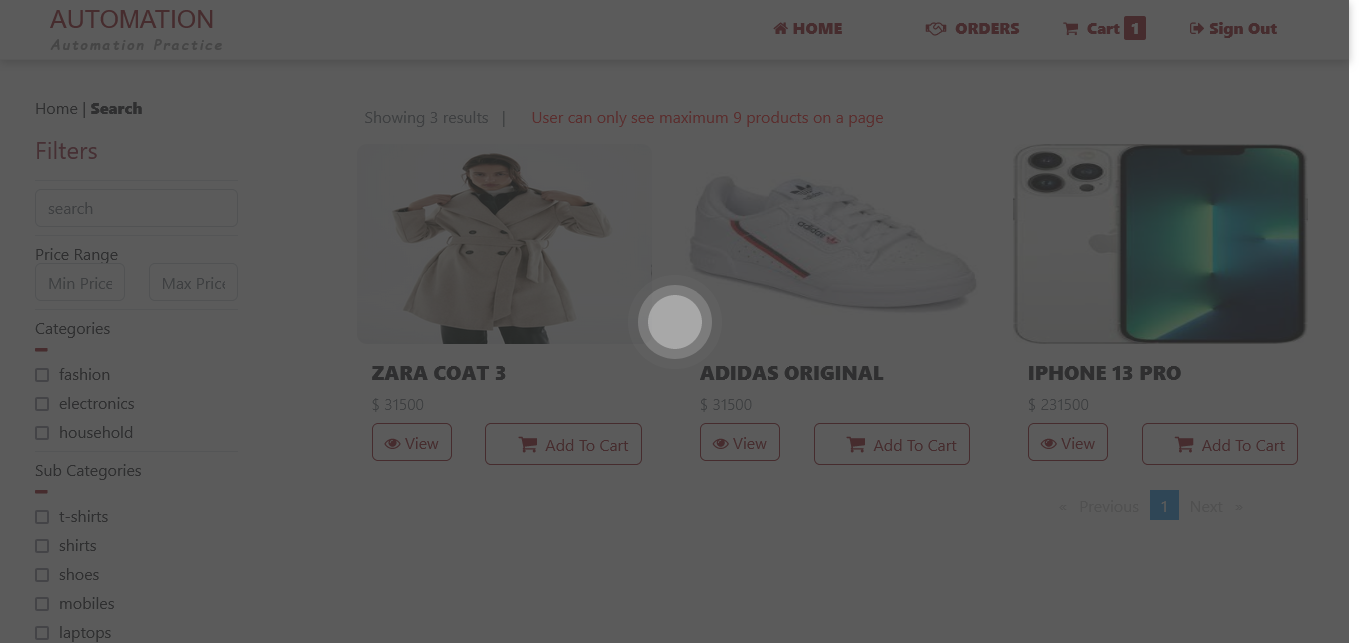 AUTOMATION
Automation Practice
HOME
ORDERS
Cart 1
Sign Out
Home | Search
Filters
search
Price Range
Min Price
Max Price
Categories
fashion
electronics
household
Sub Categories
t-shirts
shirts
shoes
mobiles
laptops
Showing 3 results |
User can only see maximum 9 products on a page
ZARA COAT 3
$ 31500
View
Add To Cart
ADIDAS ORIGINAL
$ 31500
View
Add To Cart
IPHONE 13 PRO
$ 231500
View
Add To Cart
« Previous 1 Next »